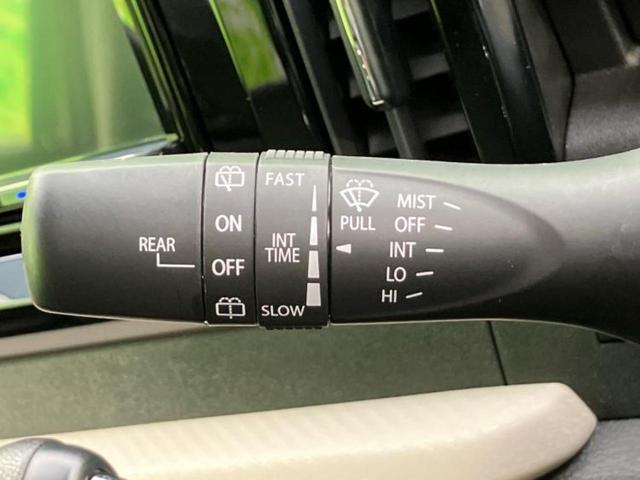 REAR
ON
OFF
FAST
INT
TIME
SLOW
PULL
MIST
OFF
INT
LO
HI